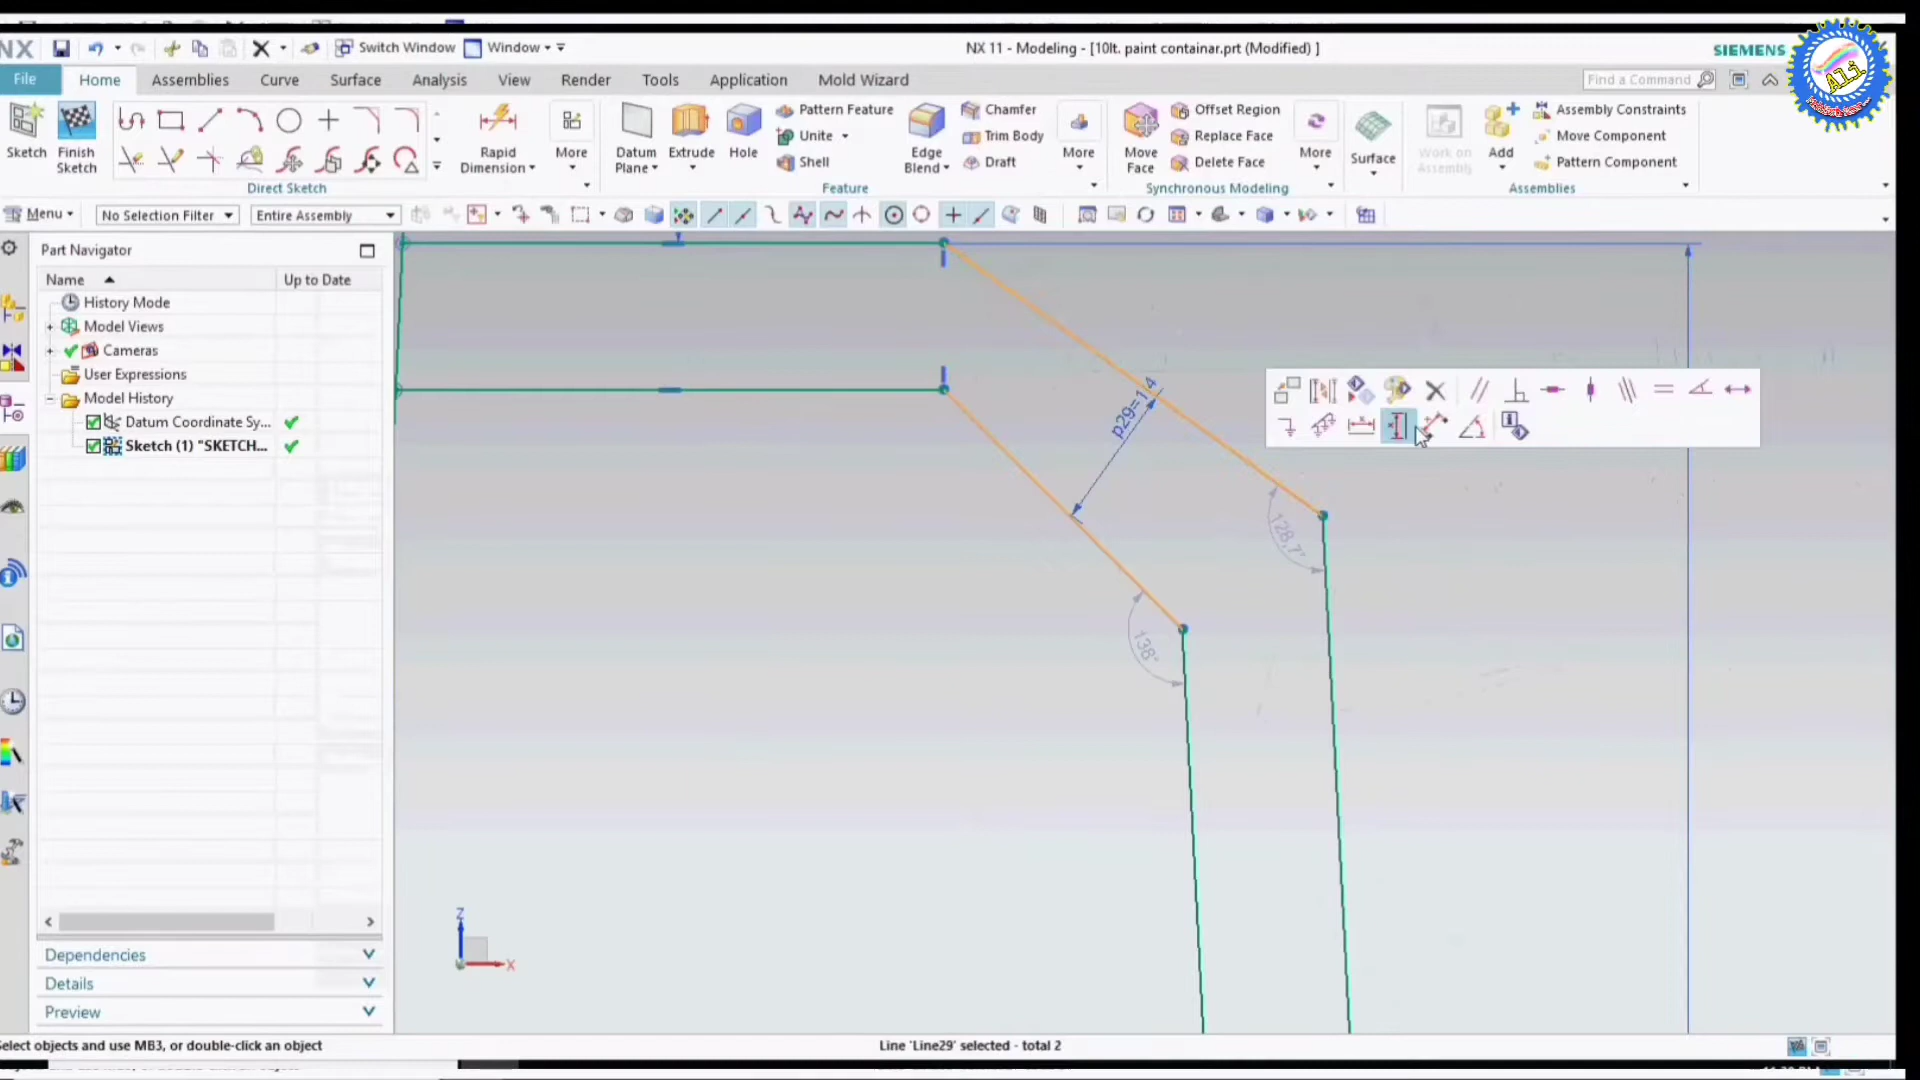 NX Switch Window Window NX 11 - Modeling - [10lt. paint containar.prt (Modified) ] SIEMENS
Ali
File Home Assemblies Curve Surface Analysis View Render Tools Application Mold Wizard Find a Command
Sketch Finish Sketch Rapid Dimension More Datum Plane Extrude Hole Pattern Feature Unite Shell Edge Blend Chamfer Trim Body Draft More Move Face Offset Region Replace Face Delete Face More Surface Work on Assembly Add Assembly Constraints Move Component Pattern Component
Direct Sketch Feature Synchronous Modeling Assemblies
Menu No Selection Filter Entire Assembly
Part Navigator
Name Up to Date
History Mode
Model Views
Cameras
User Expressions
Model History
Datum Coordinate Sy...
Sketch (1) "SKETCH...
p29=1,4
128,7°
138°
Z
X
Dependencies
Details
Preview
Select objects and use MB3, or double-click an object Line 'Line29' selected - total 2